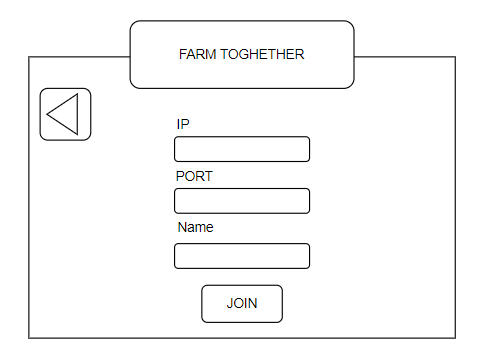 FARM TOGHETHER
IP
PORT
Name
JOIN